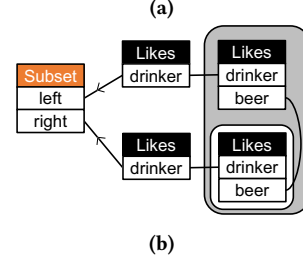 (a)
Likes
drinker
Likes
drinker
beer
Subset
left
right
Likes
drinker
Likes
drinker
beer
(b)